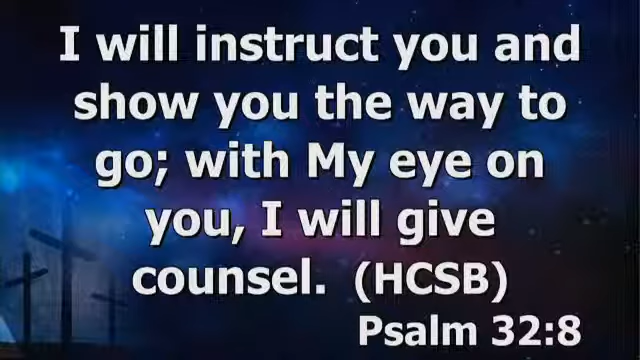 I will instruct you and
show you the way to
go; with My eye on
you, I will give
counsel. (HCSB)
Psalm 32:8